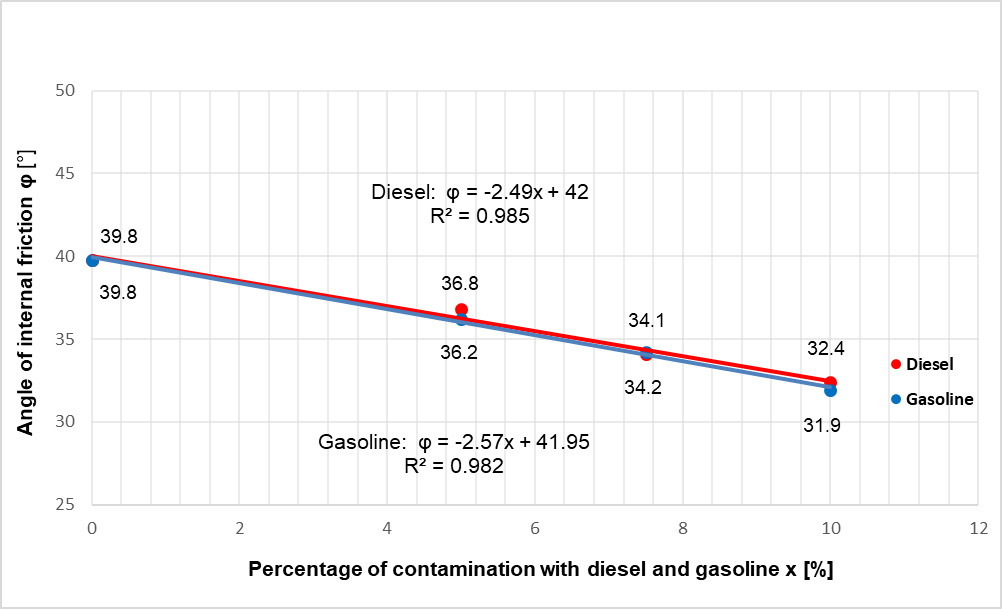 50
45
40
35
30
25
Angle of internal friction φ [°]
Diesel:  φ = -2.49x + 42
R² = 0.985
39.8
39.8
36.8
36.2
34.1
34.2
32.4
31.9
Diesel
Gasoline
Gasoline:  φ = -2.57x + 41.95
R² = 0.982
0 2 4 6 8 10 12
Percentage of contamination with diesel and gasoline x [%]